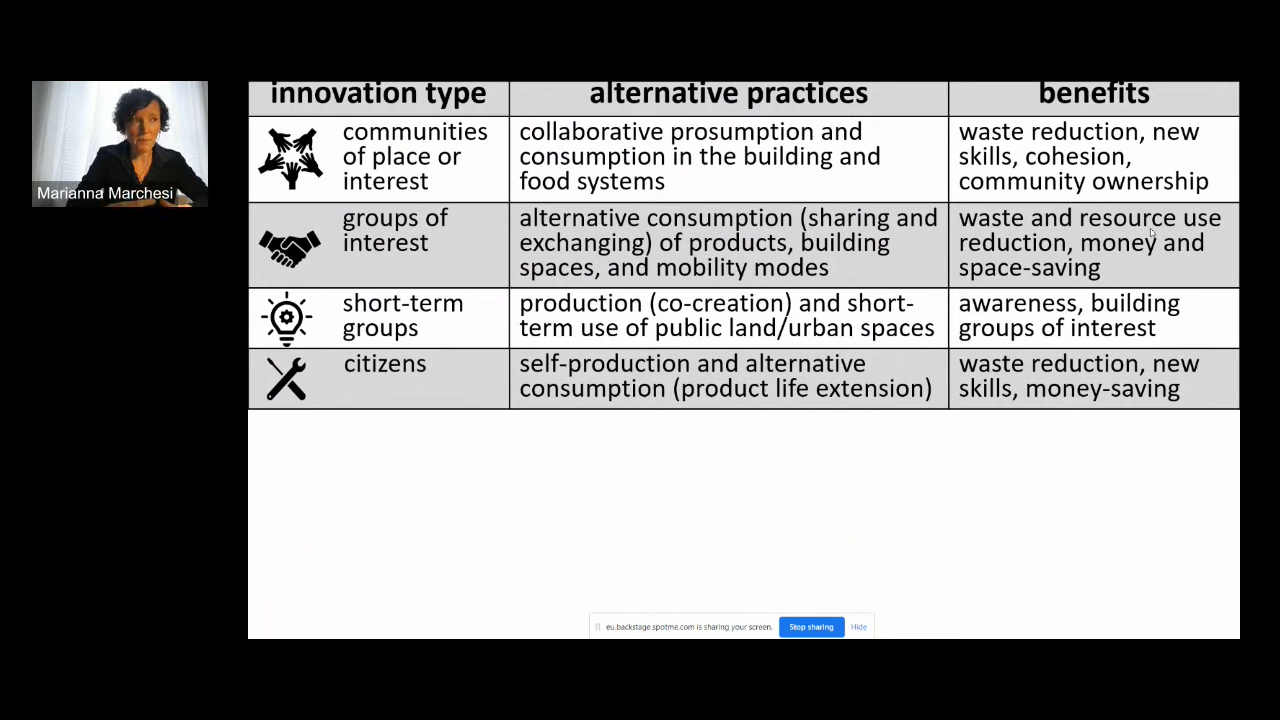 innovation type
alternative practices
benefits
communities
of place or
interest
collaborative prosumption and
consumption in the building and
food systems
waste reduction, new
skills, cohesion,
community ownership
groups of
interest
alternative consumption (sharing and
exchanging) of products, building
spaces, and mobility modes
waste and resource use
reduction, money and
space-saving
short-term
groups
production (co-creation) and short-
term use of public land/urban spaces
awareness, building
groups of interest
citizens
self-production and alternative
consumption (product life extension)
waste reduction, new
skills, money-saving
Marianna Marchesi
eu.backstage.spotme.com is sharing your screen.
Stop sharing
Hide